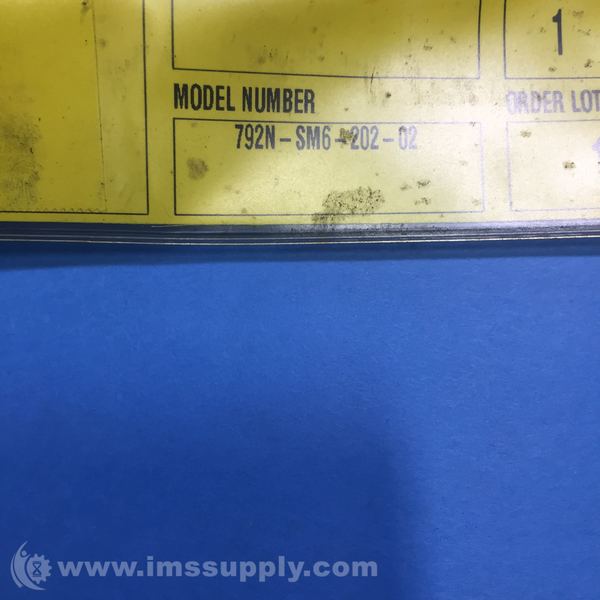 1
MODEL NUMBER
ORDER LOT
792N-SM6-202-02
www.imssupply.com